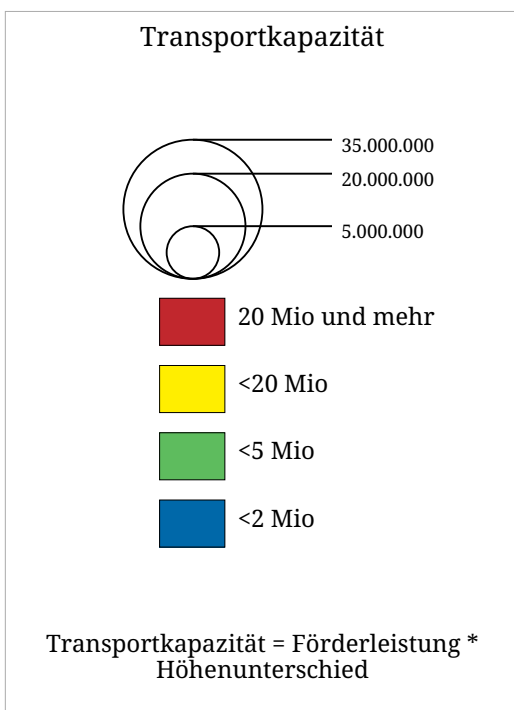 Transportkapazität
35.000.000
20.000.000
5.000.000
20 Mio und mehr
<20 Mio
<5 Mio
<2 Mio
Transportkapazität = Förderleistung *
Höhenunterschied